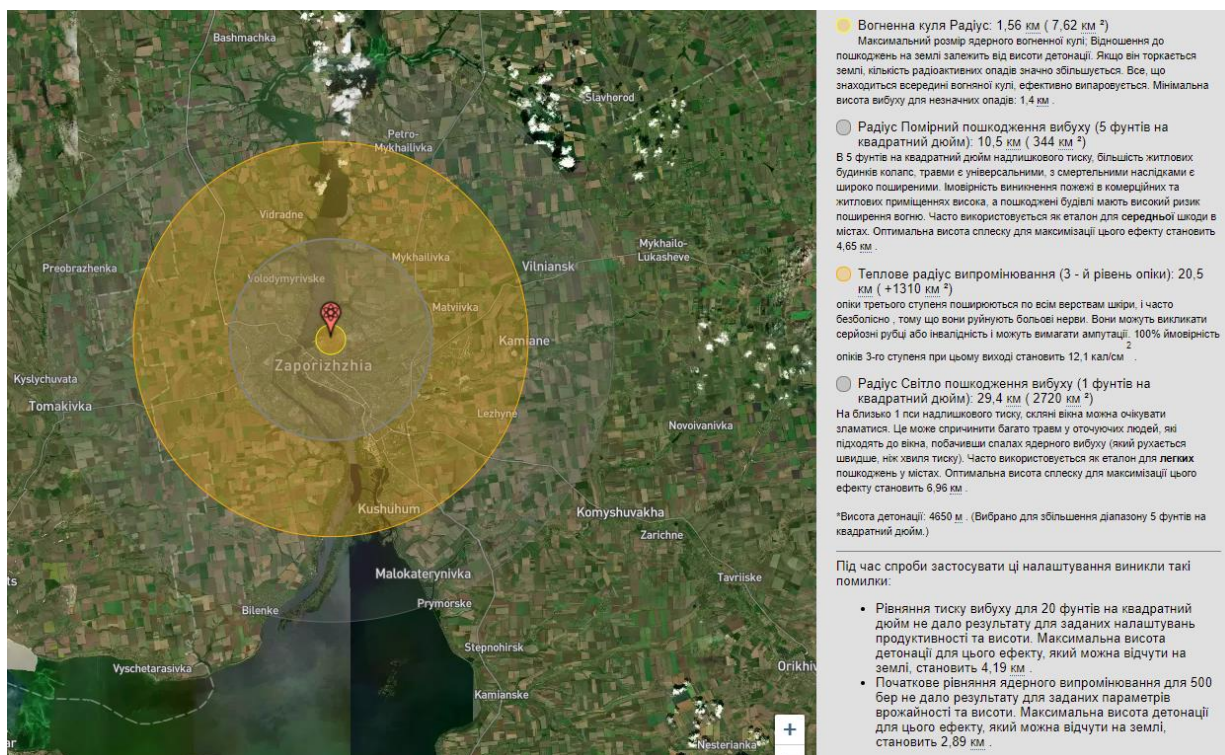 Bashmachka
Slavhorod
Petro-
Mykhailivka
Vidradne
Mykhailo-
Lukasheve
Preobrazhenka
Mykhailivka
Vilniansk
Volodymyrivske
Matviivka
Kamiane
Zaporizhzhia
Kyslychuvata
Tomakivka
Lezhyne
Novoivanivka
Kushuhum
Komyshuvakha
Zarichne
Malokaterynivka
Tavriiske
ts
Bilenke
Prymorske
Stepnohirsk
Vyschetarasivka
Orikhiv
Kamianske
+
ar
Nesterianka
Вогненна куля Радіус: 1,56 км ( 7,62 км ²)
Максимальний розмір ядерного вогненної кулі; Відношення до
пошкоджень на землі залежить від висоти детонації. Якщо він торкається
землі, кількість радіоактивних опадів значно збільшується. Все, що
знаходиться всередині вогняної кулі, ефективно випаровується. Мінімальна
висота вибуху для незначних опадів: 1,4 км .
Радіус Помірний пошкодження вибуху (5 фунтів на
квадратний дюйм): 10,5 км ( 344 км ²)
В 5 фунтів на квадратний дюйм надлишкового тиску, більшість житлових
будинків колапс, травми є універсальними, з смертельними наслідками є
широко поширеними. Імовірність виникнення пожежі в комерційних та
житлових приміщеннях висока, а пошкоджені будівлі мають високий ризик
поширення вогню. Часто використовується як еталон для середньої шкоди в
містах. Оптимальна висота сплеску для максимізації цього ефекту становить
4,65 км .
Теплове радіус випромінювання (3 - й рівень опіки): 20,5
км ( +1310 км ²)
опіки третього ступеня поширюються по всім верствам шкіри, і часто
безболісно , тому що вони руйнують больові нерви. Вони можуть викликати
серйозні рубці або інвалідність і можуть вимагати ампутації. 100% ймовірність
опіків 3-го ступеня при цьому виході становить 12,1 кал/см 2 .
Радіус Світло пошкодження вибуху (1 фунтів на
квадратний дюйм): 29,4 км ( 2720 км ²)
На близько 1 пси надлишкового тиску, скляні вікна можна очікувати
зламатися. Це може спричинити багато травм у оточуючих людей, які
підходять до вікна, побачивши спалах ядерного вибуху (який рухається
швидше, ніж хвиля тиску). Часто використовується як еталон для легких
пошкоджень у містах. Оптимальна висота сплеску для максимізації цього
ефекту становить 6,96 км .
*Висота детонації: 4650 м . (Вибрано для збільшення діапазону 5 фунтів на
квадратний дюйм.)
Під час спроби застосувати ці налаштування виникли такі
помилки:
• Рівняння тиску вибуху для 20 фунтів на квадратний
дюйм не дало результату для заданих налаштувань
продуктивності та висоти. Максимальна висота
детонації для цього ефекту, який можна відчути на
землі, становить 4,19 км .
• Початкове рівняння ядерного випромінювання для 500
бер не дало результату для заданих параметрів
врожайності та висоти. Максимальна висота детонації
для цього ефекту, який можна відчути на землі,
становить 2,89 км .